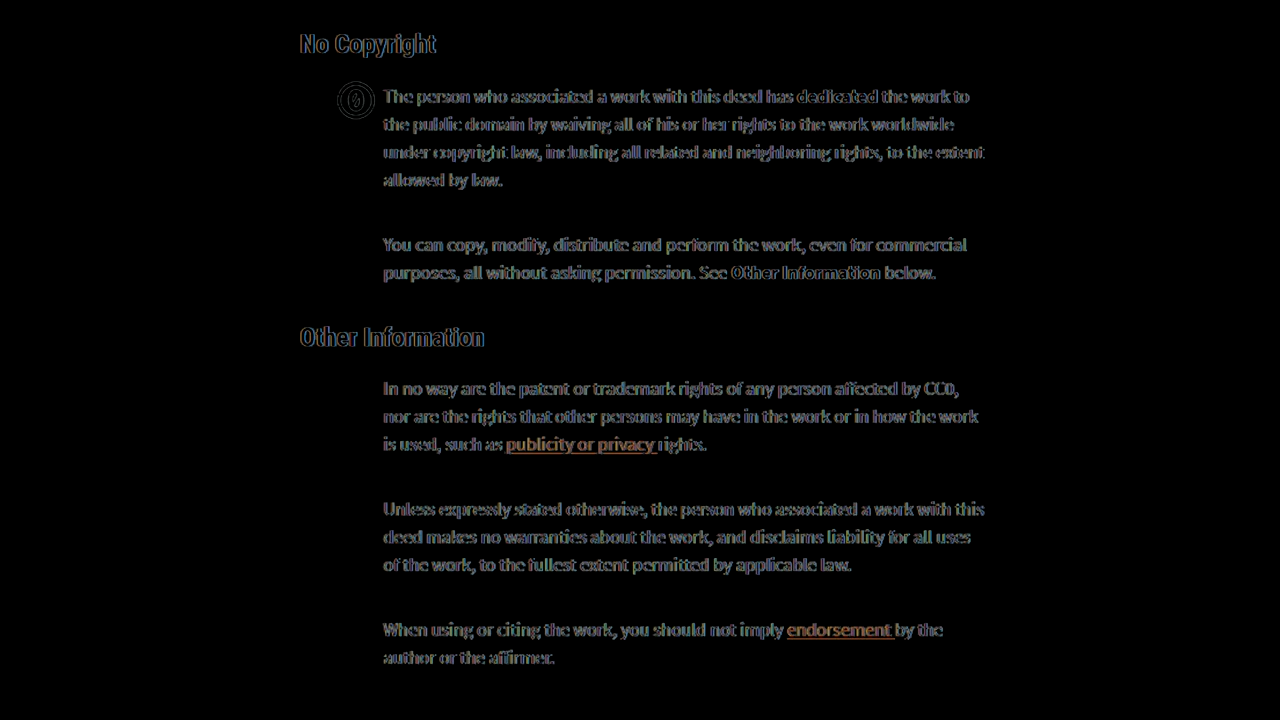 No Copyright
The person who associated a work with this deed has dedicated the work to
the public domain by waiving all of his or her rights to the work worldwide
under copyright law, including all related and neighboring rights, to the extent
allowed by law.
You can copy, modify, distribute and perform the work, even for commercial
purposes, all without asking permission. See Other Information below.
Other Information
In no way are the patent or trademark rights of any person affected by CC0,
nor are the rights that other persons may have in the work or in how the work
is used, such as publicity or privacy rights.
Unless expressly stated otherwise, the person who associated a work with this
deed makes no warranties about the work, and disclaims liability for all uses
of the work, to the fullest extent permitted by applicable law.
When using or citing the work, you should not imply endorsement by the
author or the affirmer.